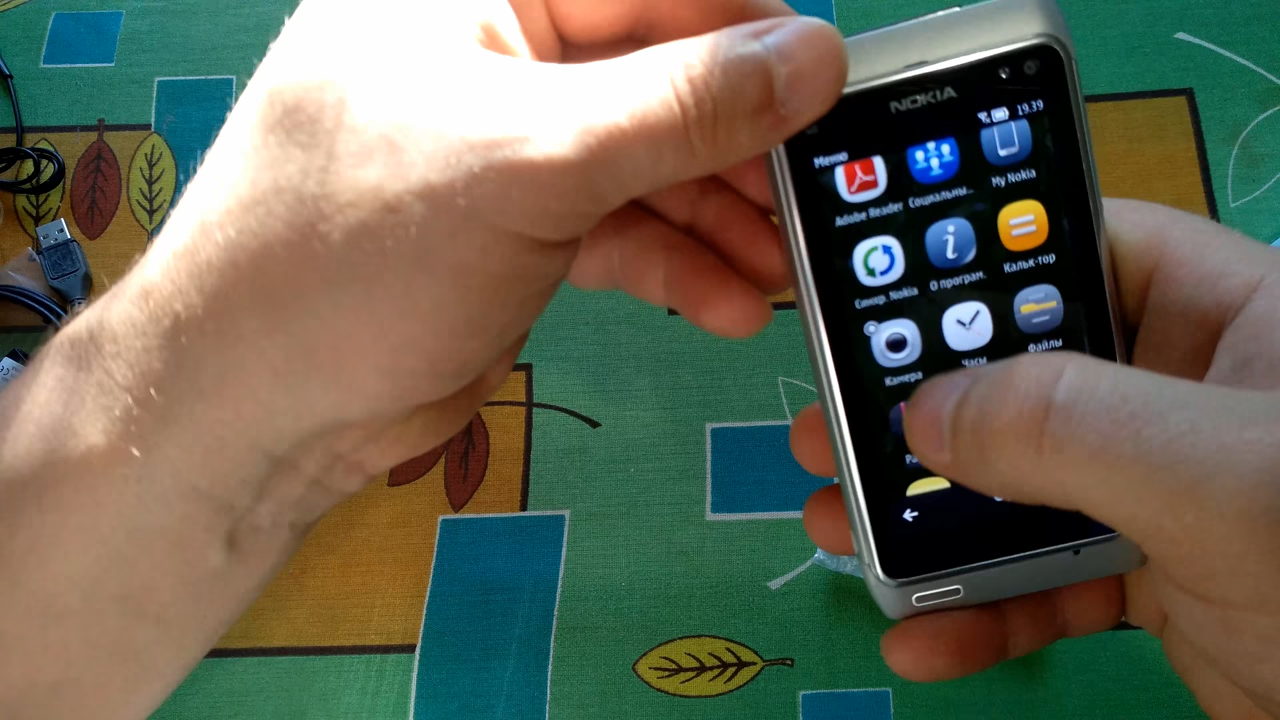 NOKIA
19.39
Меню
Adobe Reader
Социальны...
My Nokia
Синхр. Nokia
О програм.
Кальк-тор
Камера
Часы
Файлы